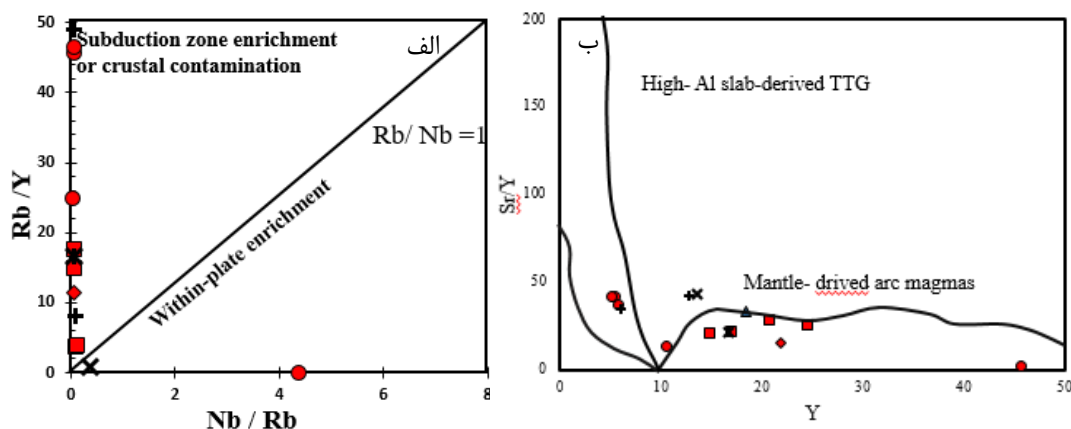 الف
Subduction zone enrichment
or crustal contamination
Rb/ Nb =1
Within-plate enrichment
Rb /Y
50
40
30
20
10
0
0
2
4
6
8
Nb / Rb
ب
High- Al slab-derived TTG
Mantle- drived arc magmas
Sr/Y
200
150
100
50
0
0
10
20
30
40
50
Y